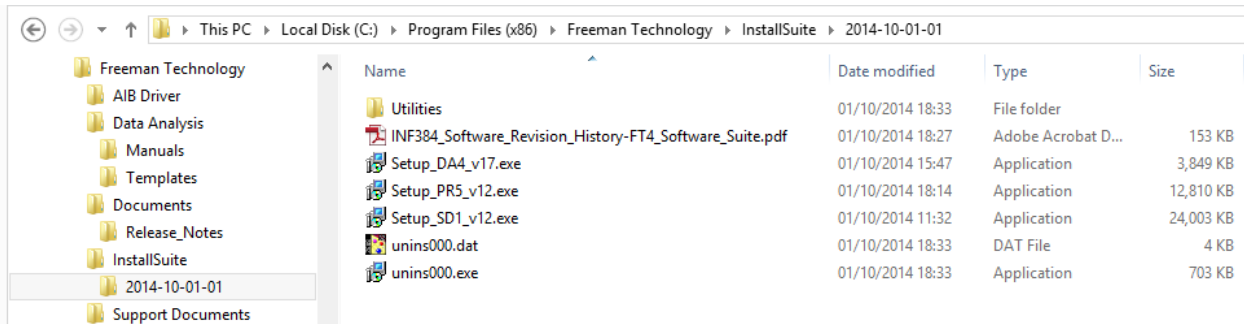 This PC Local Disk (C:) Program Files (x86) Freeman Technology InstallSuite 2014-10-01-01
Freeman Technology
AIB Driver
Data Analysis
Manuals
Templates
Documents
Release_Notes
InstallSuite
2014-10-01-01
Support Documents
Name Date modified Type Size
Utilities 01/10/2014 18:33 File folder
INF384_Software_Revision_History-FT4_Software_Suite.pdf 01/10/2014 18:27 Adobe Acrobat D... 153 KB
Setup_DA4_v17.exe 01/10/2014 15:47 Application 3,849 KB
Setup_PR5_v12.exe 01/10/2014 18:14 Application 12,810 KB
Setup_SD1_v12.exe 01/10/2014 11:32 Application 24,003 KB
unins000.dat 01/10/2014 18:33 DAT File 4 KB
unins000.exe 01/10/2014 18:33 Application 703 KB